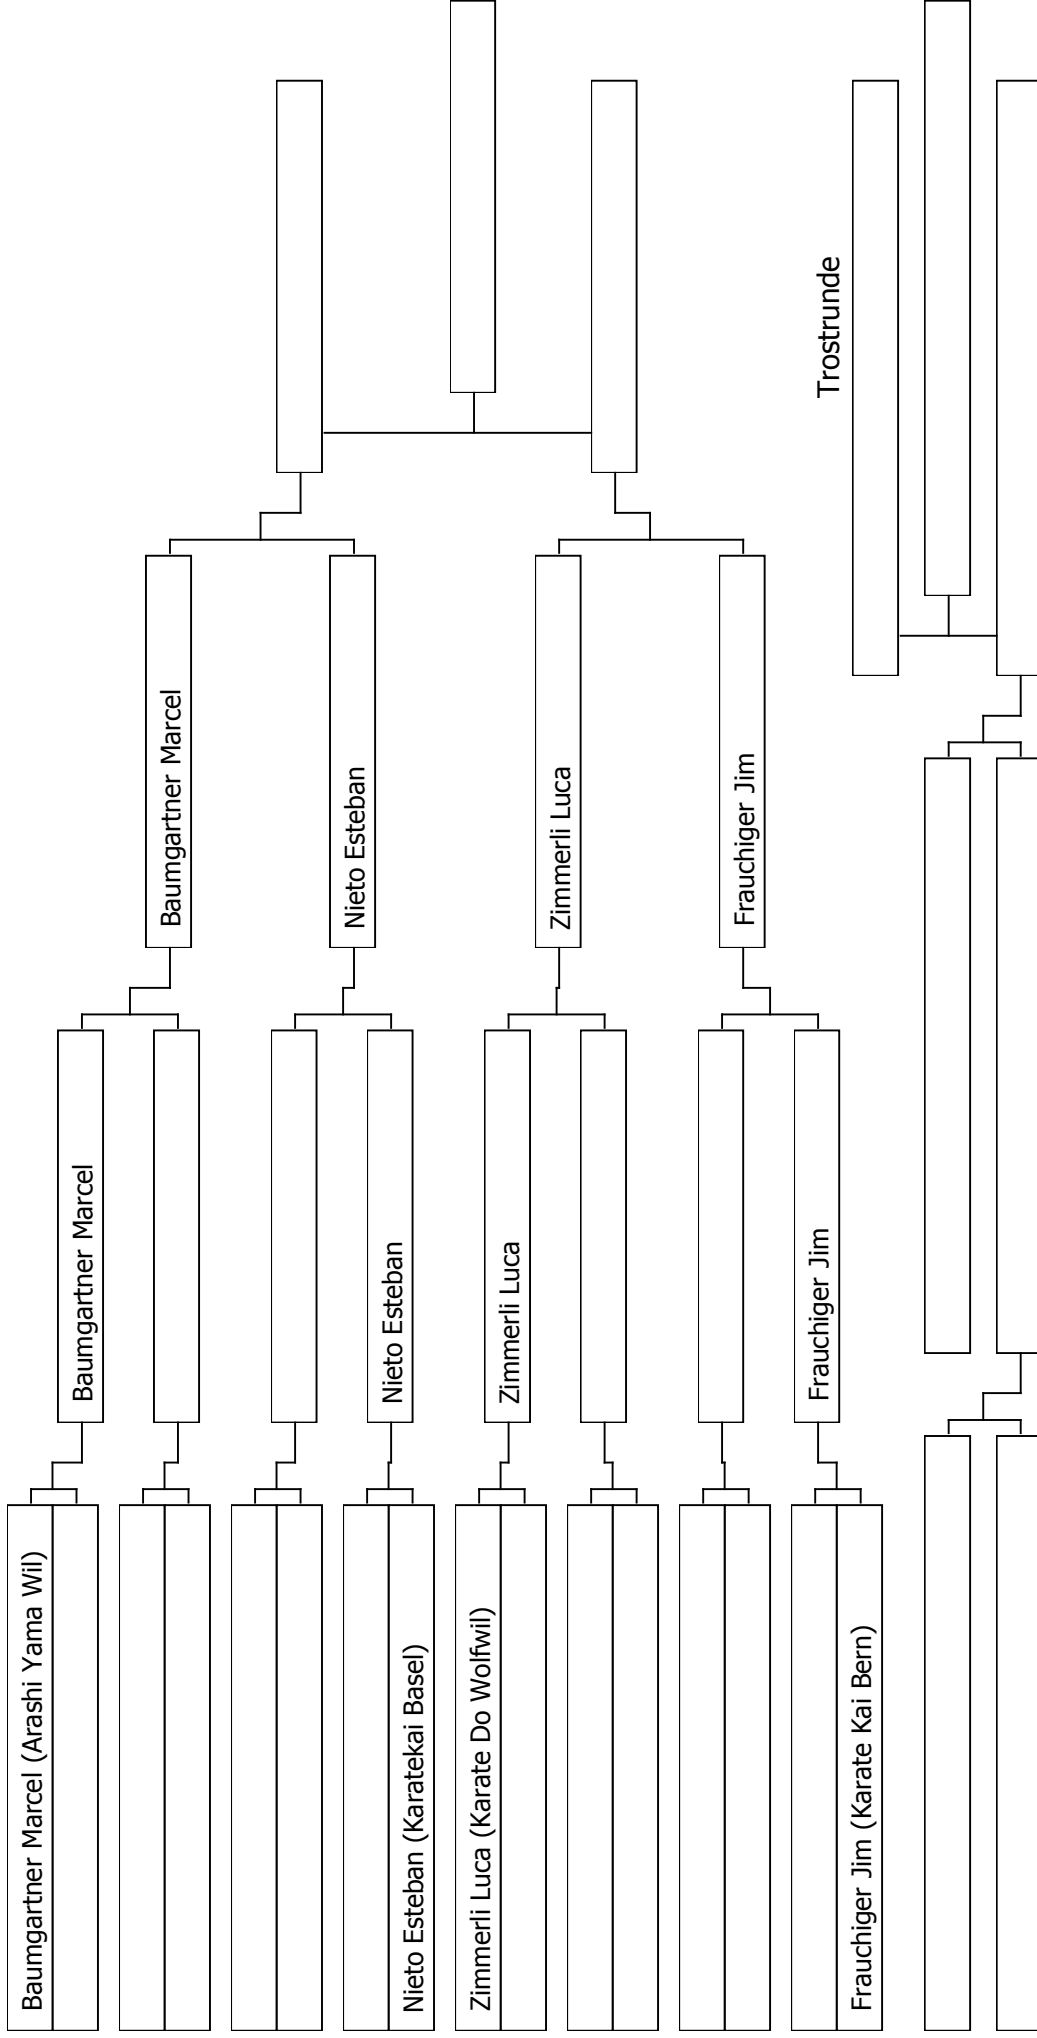 Baumgartner Marcel (Arashi Yama Wil)
Nieto Esteban (Karatekai Basel)
Zimmerli Luca (Karate Do Wolfwil)
Frauchiger Jim (Karate Kai Bern)
Baumgartner Marcel
Nieto Esteban
Zimmerli Luca
Frauchiger Jim
Baumgartner Marcel
Nieto Esteban
Zimmerli Luca
Frauchiger Jim
Trostrunde